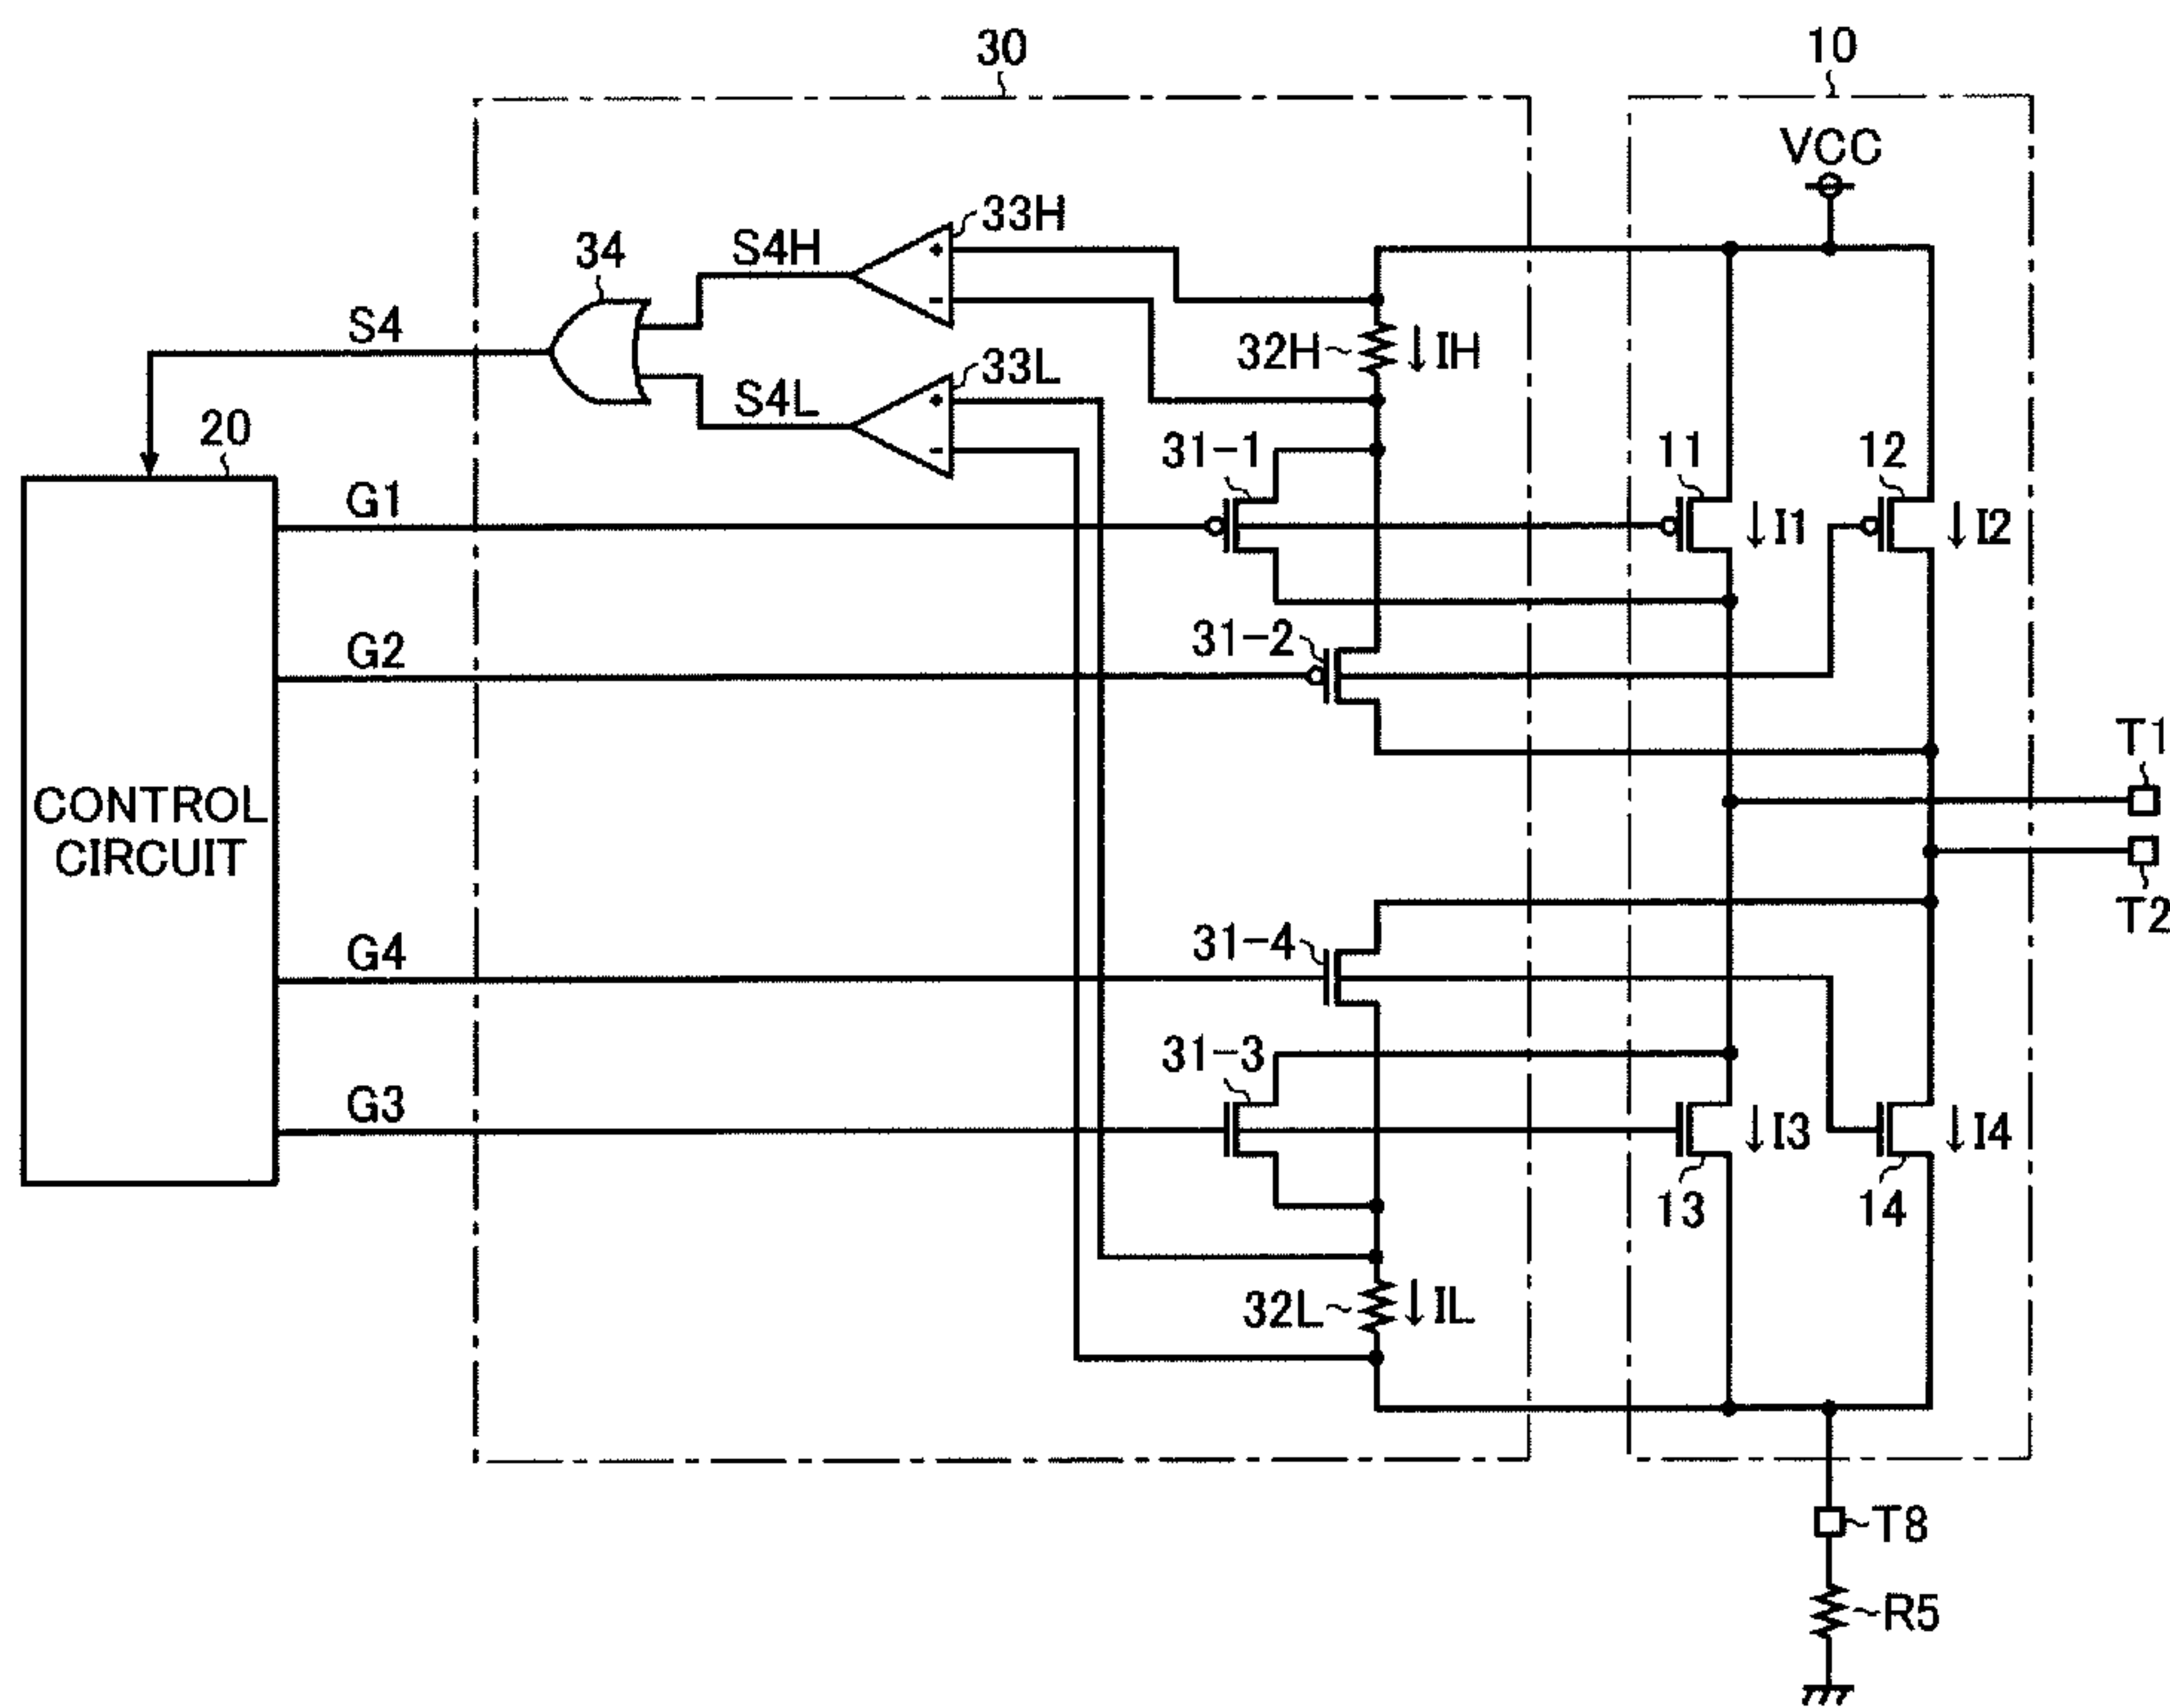 30
10
VCC
33H
S4H
34
S4
32H
IH
33L
S4L
20
31-1
11
12
G1
I1
I2
31-2
G2
T1
CONTROL
CIRCUIT
T2
31-4
G4
31-3
G3
I3
I4
13
14
32L
IL
T8
R5